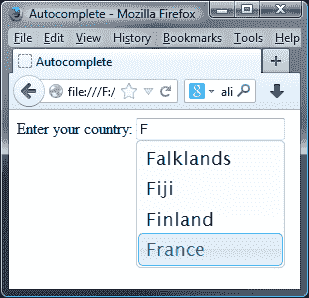 Autocomplete - Mozilla Firefox
File Edit View History Bookmarks Tools Help
Autocomplete
file:///F:/ 8 ali
Enter your country: F
Falklands
Fiji
Finland
France